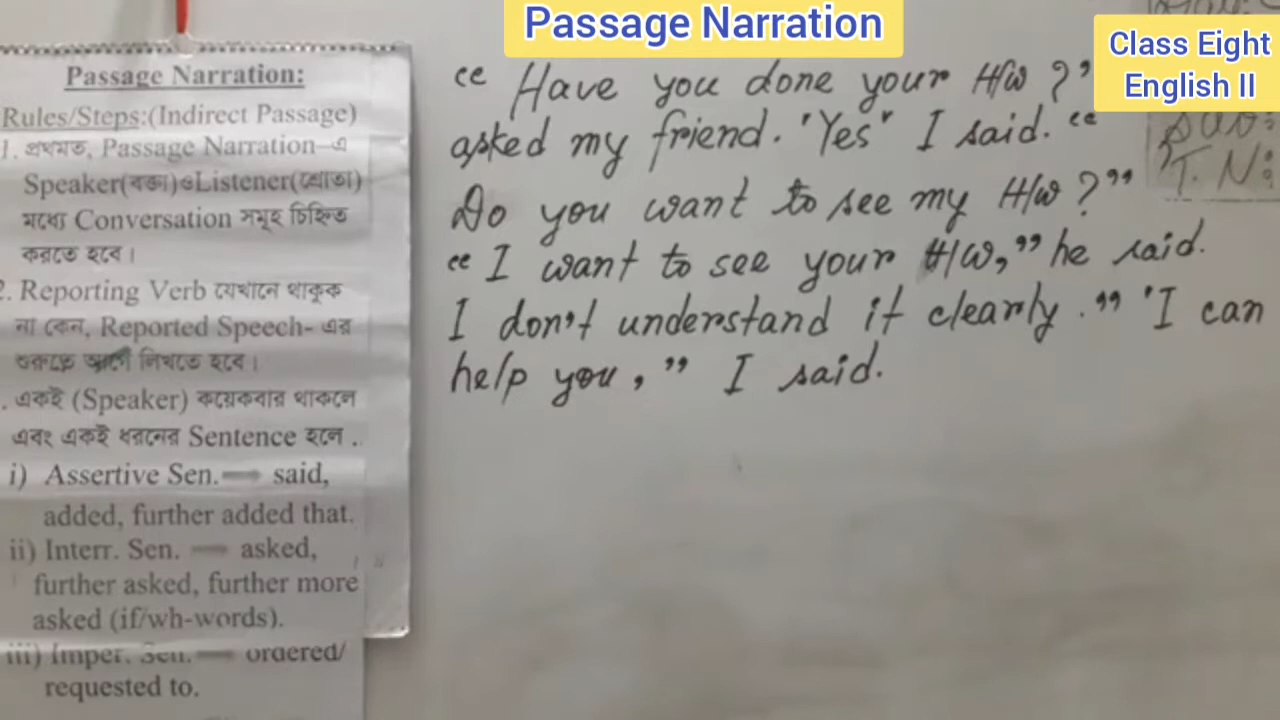 Passage Narration
Class Eight
English II
Passage Narration:
Rules/Steps:(Indirect Passage)
1. প্রথমত, Passage Narration-এ
Speaker(বক্তা)ওListener(শ্রোতা)
মধ্যে Conversation সমূহ চিহ্নিত
করতে হবে।
2. Reporting Verb যেখানে থাকুক
না কেন, Reported Speech- এর
শুরুতে আগে লিখতে হবে।
. একই (Speaker) কয়েকবার থাকলে
এবং একই ধরনের Sentence হলে ..
i) Assertive Sen. said,
added, further added that.
ii) Interr. Sen. asked,
further asked, further more
asked (if/wh-words).
iii) Imper. Sen. ordered/
requested to.
“ Have you done your H/W ?”
asked my friend. "Yes" I said. “
Do you want to see my H/W ?”
“ I want to see your H/W,” he said.
I don't understand it clearly .” 'I can
help you, ” I said.
T. N: